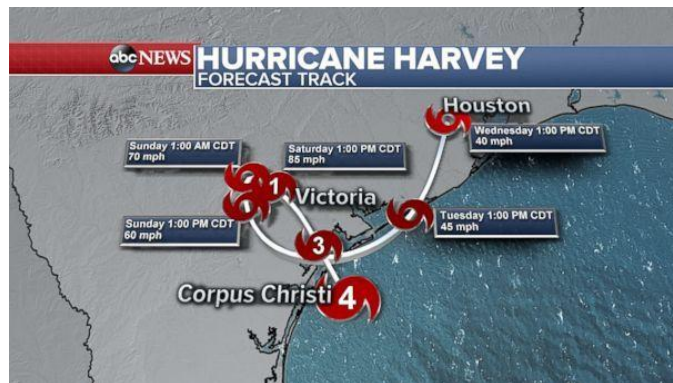 abc NEWS
HURRICANE HARVEY
FORECAST TRACK
Houston
Wednesday 1:00 PM CDT
40 mph
Sunday 1:00 AM CDT
70 mph
Saturday 1:00 PM CDT
85 mph
1
Victoria
Sunday 1:00 PM CDT
60 mph
Tuesday 1:00 PM CDT
45 mph
3
Corpus Christi
4